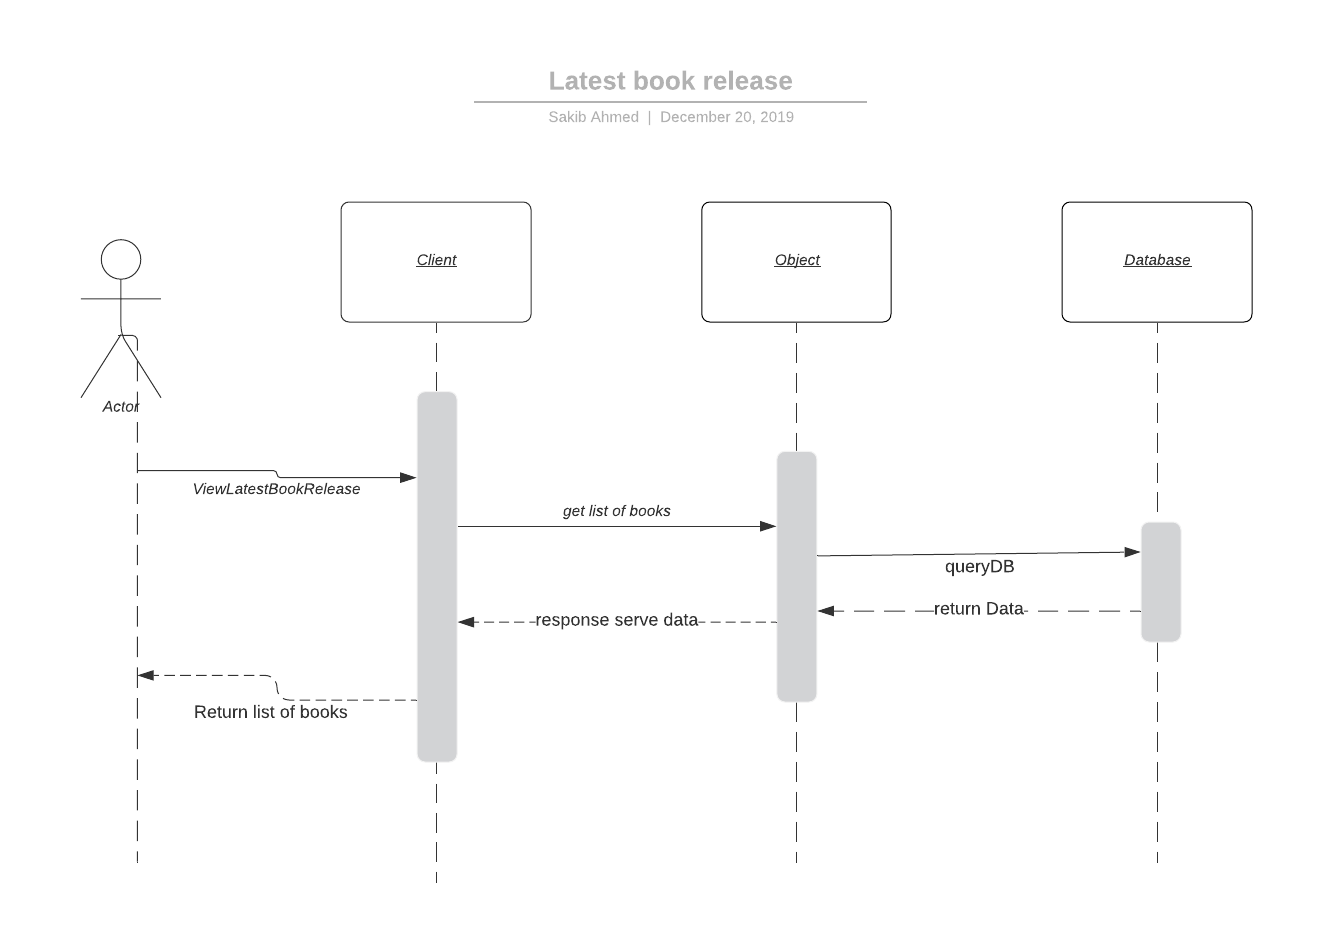 Latest book release
Sakib Ahmed | December 20, 2019
Client
Object
Database
Actor
ViewLatestBookRelease
get list of books
queryDB
return Data
response serve data
Return list of books